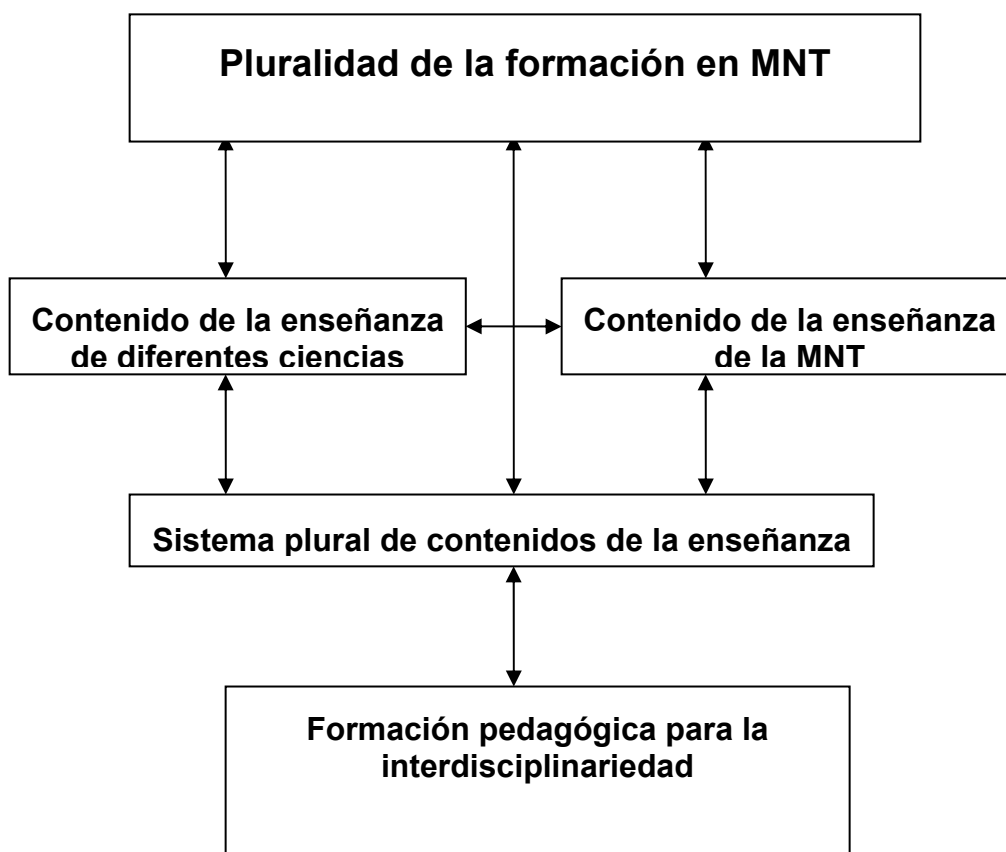 Pluralidad de la formación en MNT
Contenido de la enseñanza
de diferentes ciencias
Contenido de la enseñanza
de la MNT
Sistema plural de contenidos de la enseñanza
Formación pedagógica para la
interdisciplinariedad